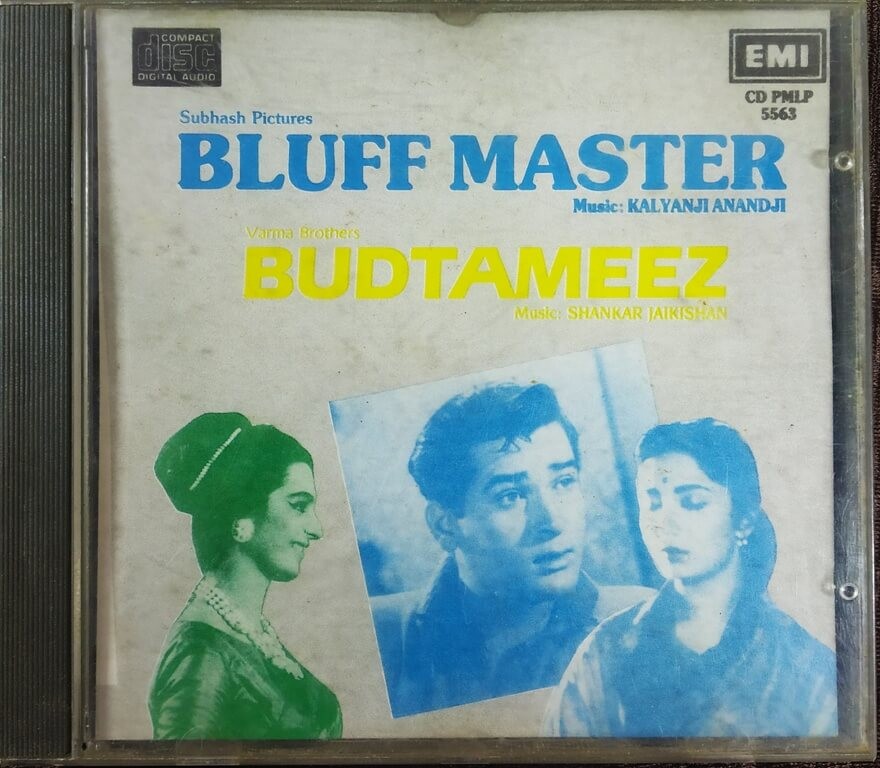 COMPACT
disc
DIGITAL AUDIO
EMI
CD PMLP
5563
Subhash Pictures
BLUFF MASTER
Music: KALYANJI ANANDJI
Varma Brothers
BUDTAMEEZ
Music: SHANKAR JAIKISHAN